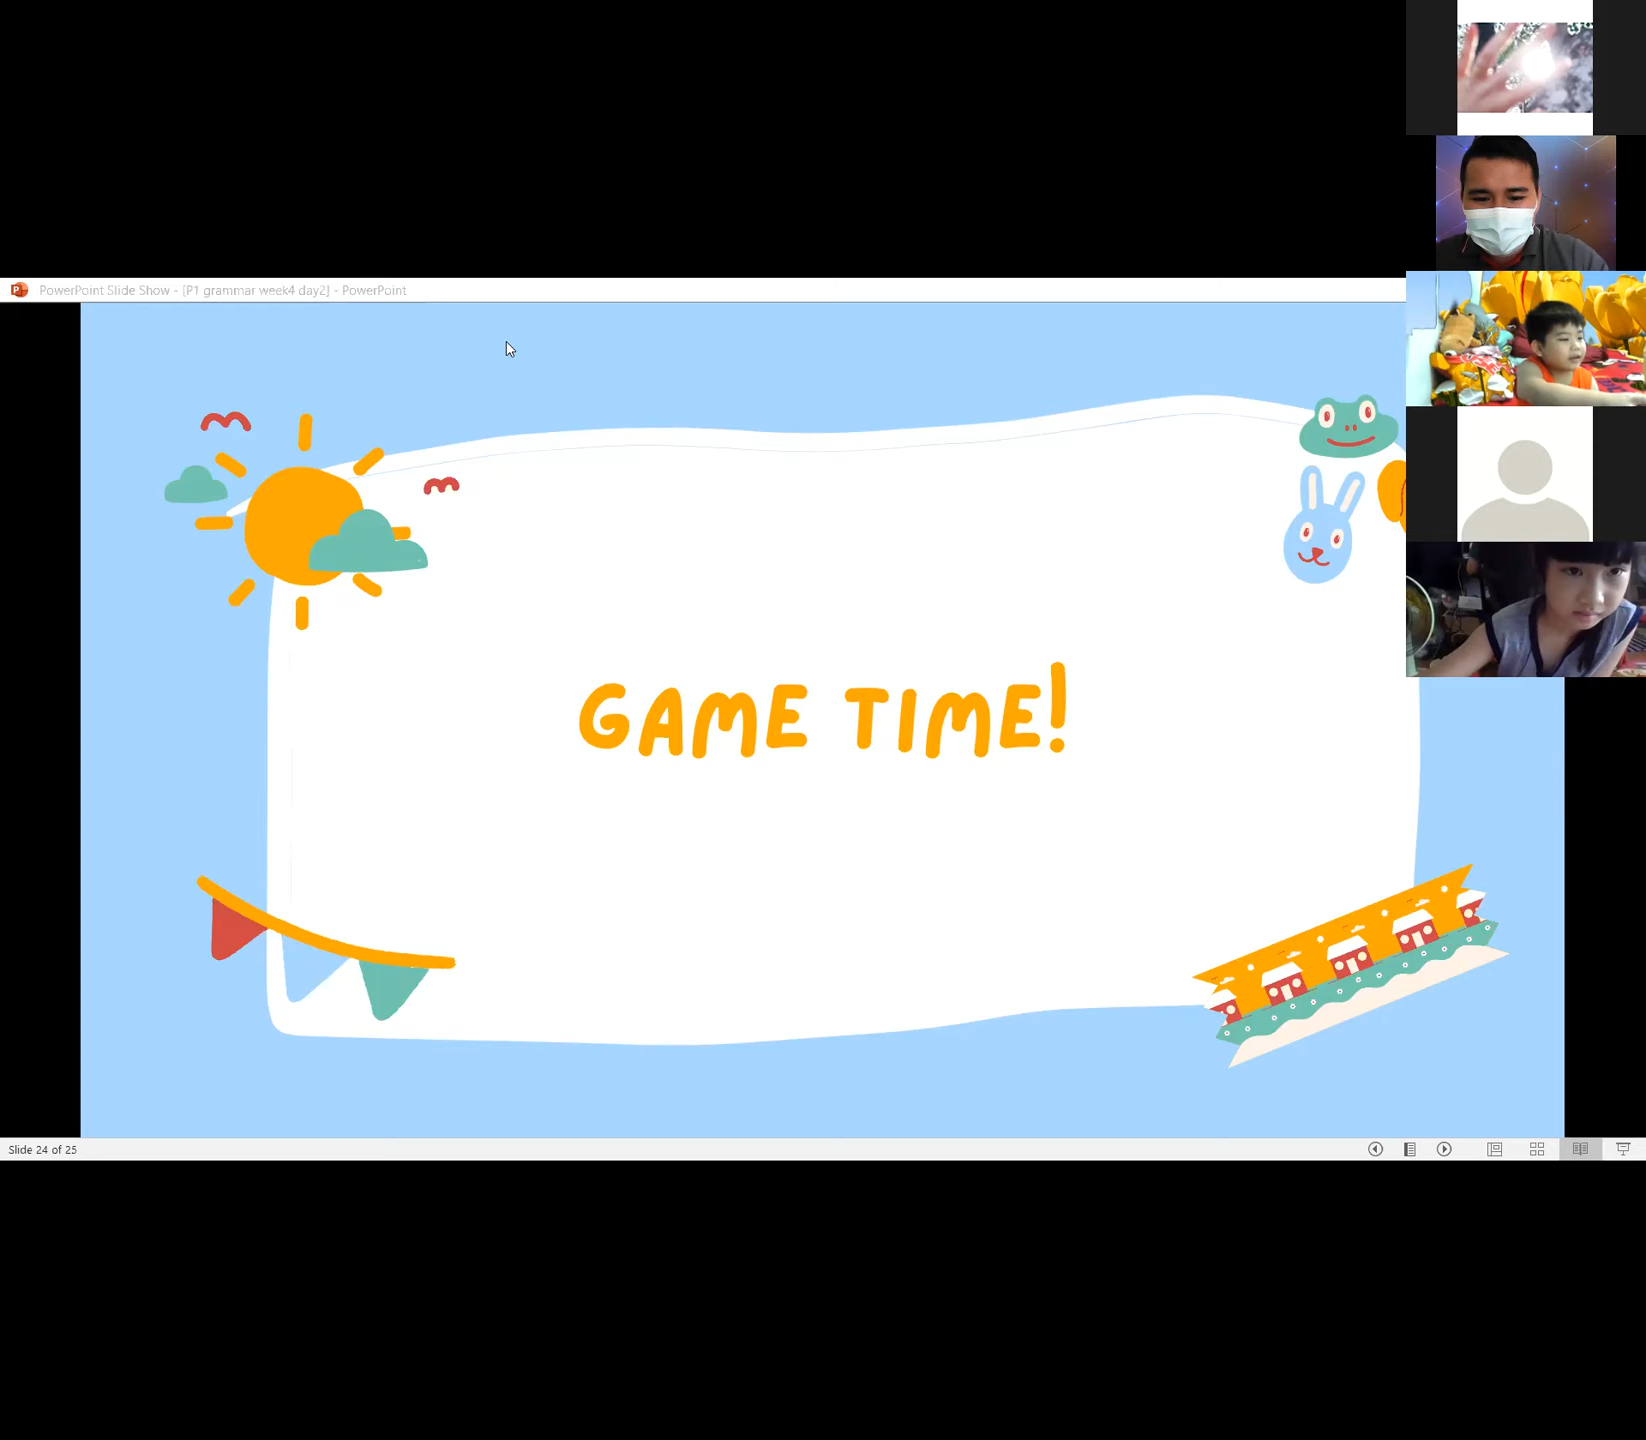 PowerPoint Slide Show - [P1 grammar week4 day2] - PowerPoint
GAME TIME!
Slide 24 of 25